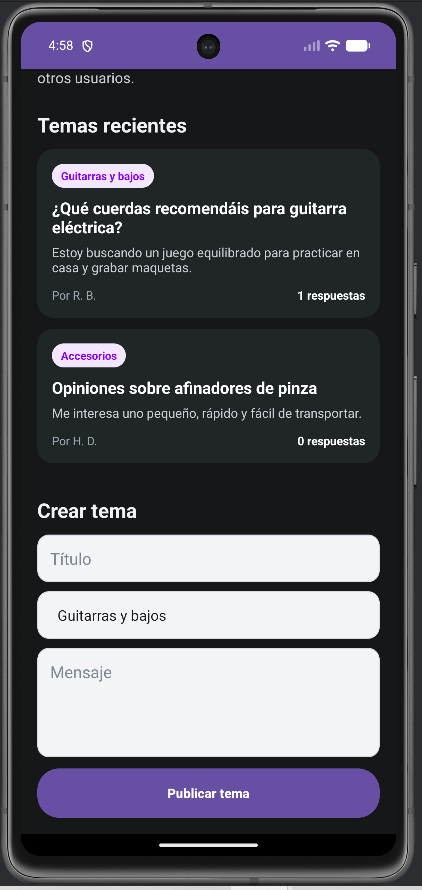 4:58
otros usuarios.
Temas recientes
Guitarras y bajos
¿Qué cuerdas recomendáis para guitarra
eléctrica?
Estoy buscando un juego equilibrado para practicar en
casa y grabar maquetas.
Por R. B.
1 respuestas
Accesorios
Opiniones sobre afinadores de pinza
Me interesa uno pequeño, rápido y fácil de transportar.
Por H. D.
0 respuestas
Crear tema
Título
Guitarras y bajos
Mensaje
Publicar tema